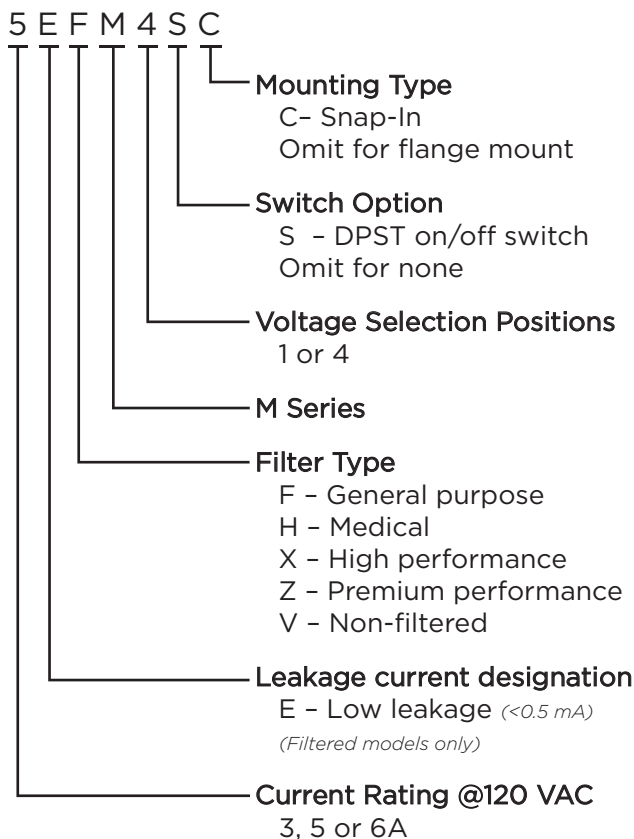 5 E F M 4 S C
Mounting Type
C– Snap-In
Omit for flange mount
Switch Option
S – DPST on/off switch
Omit for none
Voltage Selection Positions
1 or 4
M Series
Filter Type
F – General purpose
H – Medical
X – High performance
Z – Premium performance
V – Non-filtered
Leakage current designation
E – Low leakage (<0.5 mA)
(Filtered models only)
Current Rating @120 VAC
3, 5 or 6A